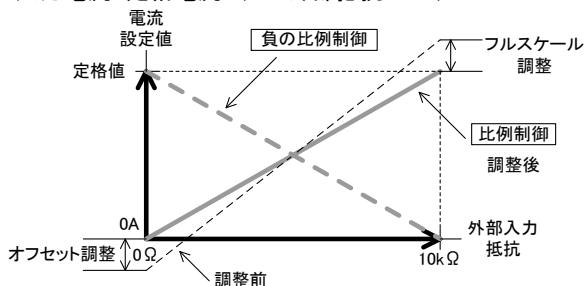 電流
設定値
負の比例制御
フルスケール
調整
定格値
比例制御
調整後
0A
外部入力
抵抗
オフセット調整
0Ω
10kΩ
調整前